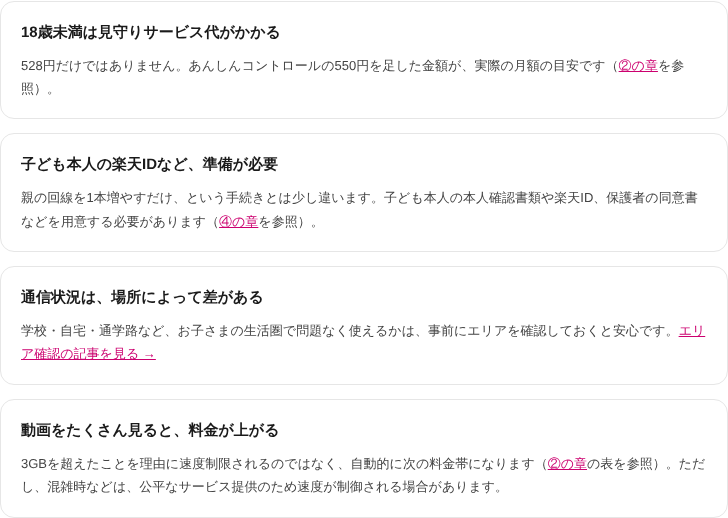 18歳未満は見守りサービス代がかかる
528円だけではありません。あんしんコントロールの550円を足した金額が、実際の月額の目安です（②の章を参
照）。
子ども本人の楽天IDなど、準備が必要
親の回線を1本増やすだけ、という手続きとは少し違います。子ども本人の本人確認書類や楽天ID、保護者の同意書
などを用意する必要があります（④の章を参照）。
通信状況は、場所によって差がある
学校・自宅・通学路など、お子さまの生活圏で問題なく使えるかは、事前にエリアを確認しておくと安心です。エリ
ア確認の記事を見る →
動画をたくさん見ると、料金が上がる
3GBを超えたことを理由に速度制限されるのではなく、自動的に次の料金帯になります（②の章の表を参照）。ただ
し、混雑時などは、公平なサービス提供のため速度が制御される場合があります。